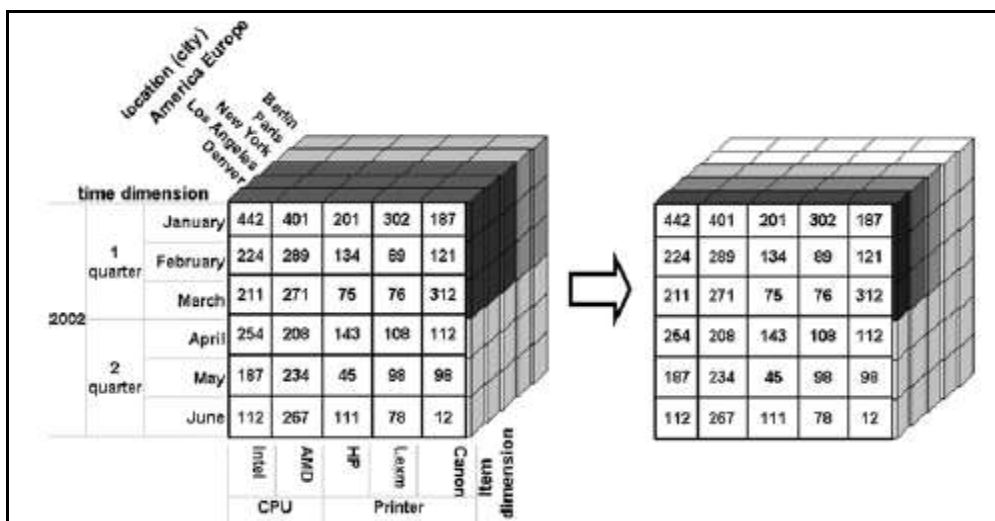 location (city)
America Europe
Berlin
Paris
New York
Los Angeles
Denver
time dimension
2002
1
quarter
2
quarter
January 442 401 201 302 187
February 224 289 134 89 121
March 211 271 75 76 312
April 254 208 143 108 112
May 187 234 45 98 98
June 112 267 111 78 12
Intel AMD HP Lexm Canon
CPU Printer
Item
dimension
442 401 201 302 187
224 289 134 89 121
211 271 75 76 312
254 208 143 108 112
187 234 45 98 98
112 267 111 78 12